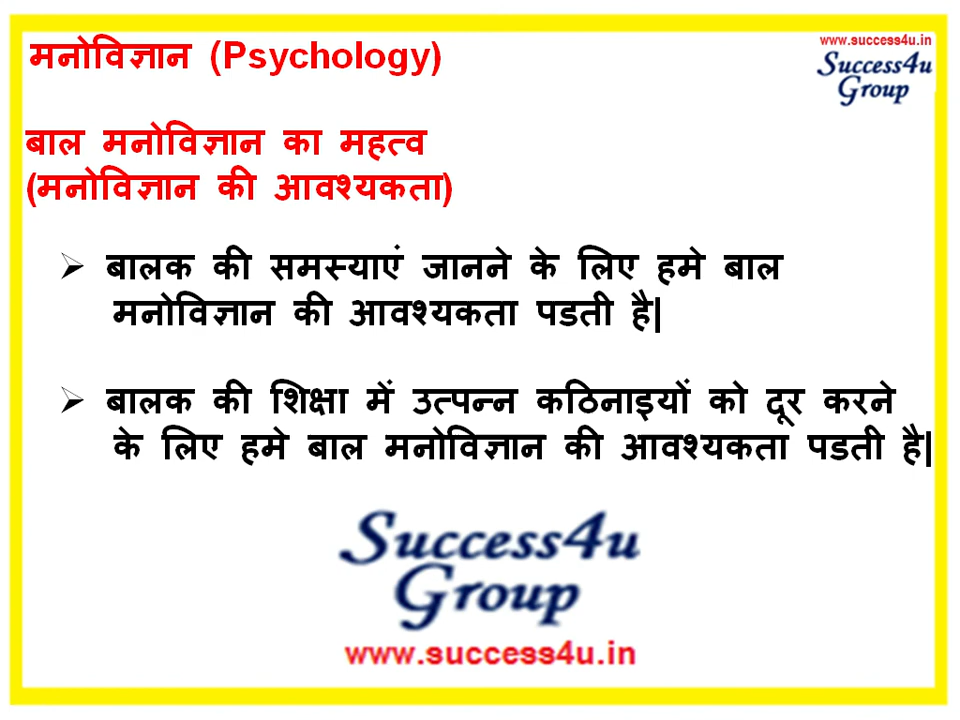 मनोविज्ञान (Psychology)
www.success4u.in
Success4u
Group
बाल मनोविज्ञान का महत्व
(मनोविज्ञान की आवश्यकता)
➢ बालक की समस्याएं जानने के लिए हमे बाल
मनोविज्ञान की आवश्यकता पडती है|
➢ बालक की शिक्षा में उत्पन्न कठिनाइयों को दूर करने
के लिए हमे बाल मनोविज्ञान की आवश्यकता पडती है|
Success4u
Group
www.success4u.in